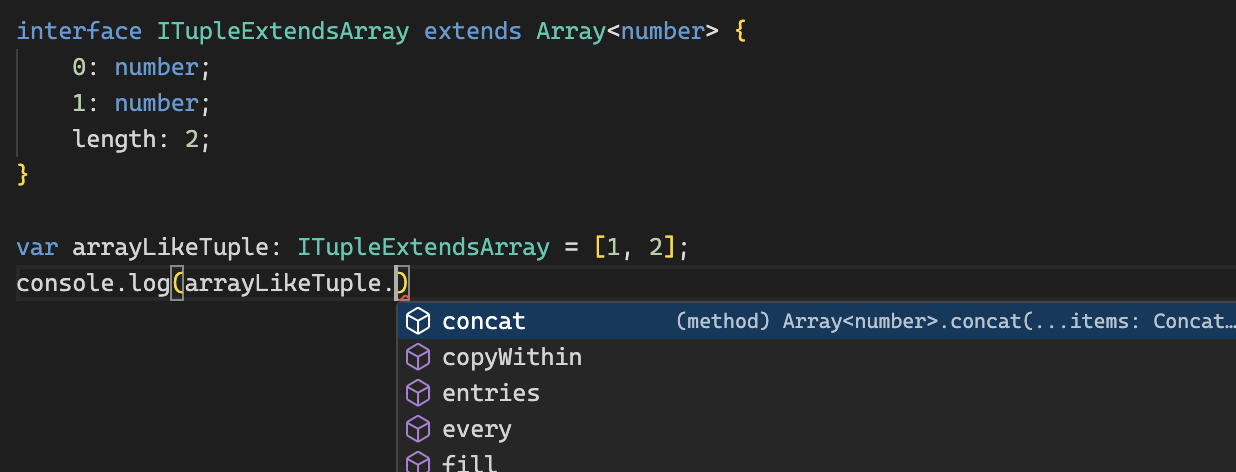 interface ITupleExtendsArray extends Array<number> {
    0: number;
    1: number;
    length: 2;
}
var arrayLikeTuple: ITupleExtendsArray = [1, 2];
console.log(arrayLikeTuple.)
concat (method) Array<number>.concat(...items: Concat…
copyWithin
entries
every
fill